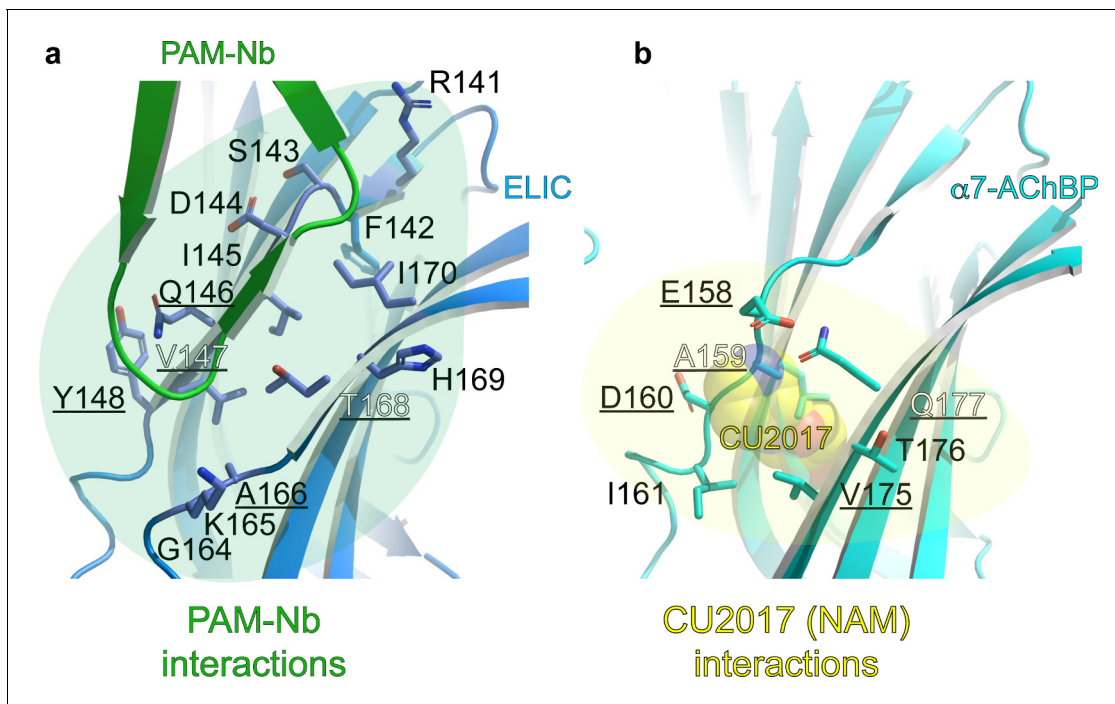 a
PAM-Nb
R141
S143
ELIC
D144
F142
I145
I170
Q146
V147
H169
Y148
T168
A166
K165
G164
PAM-Nb
interactions
b
α7-AChBP
E158
A159
D160
Q177
CU2017
T176
I161
V175
CU2017 (NAM)
interactions